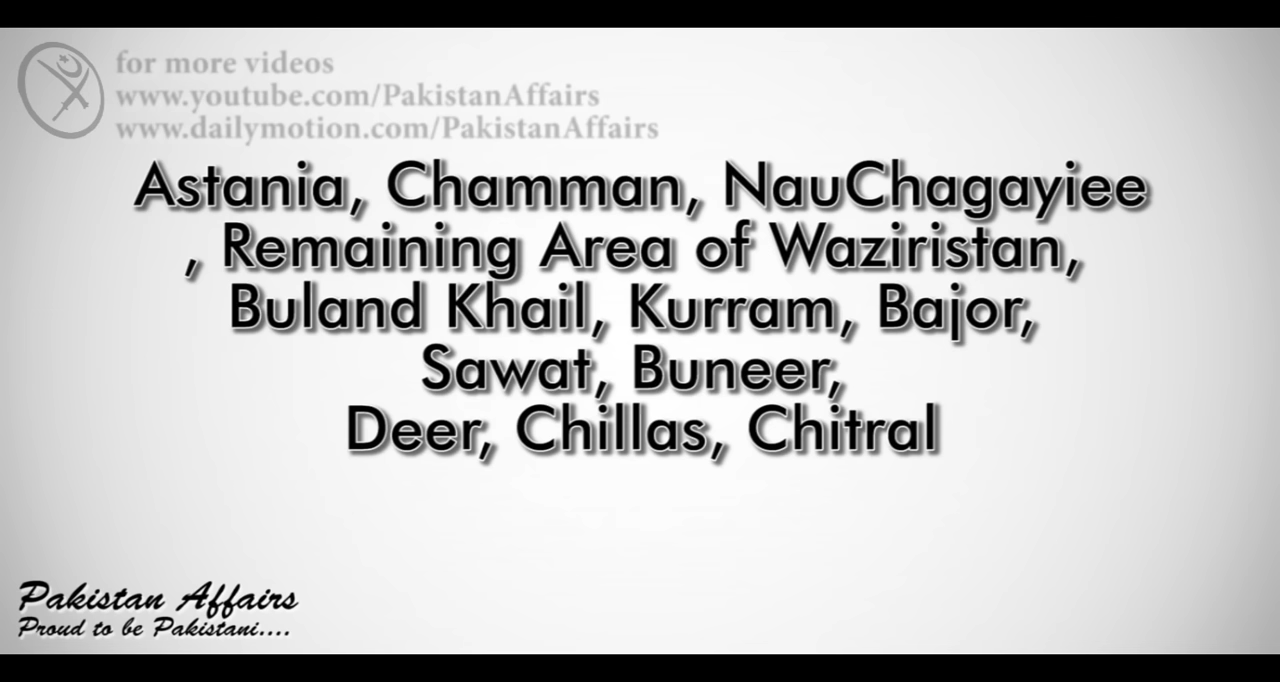 for more videos
www.youtube.com/PakistanAffairs
www.dailymotion.com/PakistanAffairs
Astania, Chamman, NauChagayiee
, Remaining Area of Waziristan,
Buland Khail, Kurram, Bajor,
Sawat, Buneer,
Deer, Chillas, Chitral
Pakistan Affairs
Proud to be Pakistani....